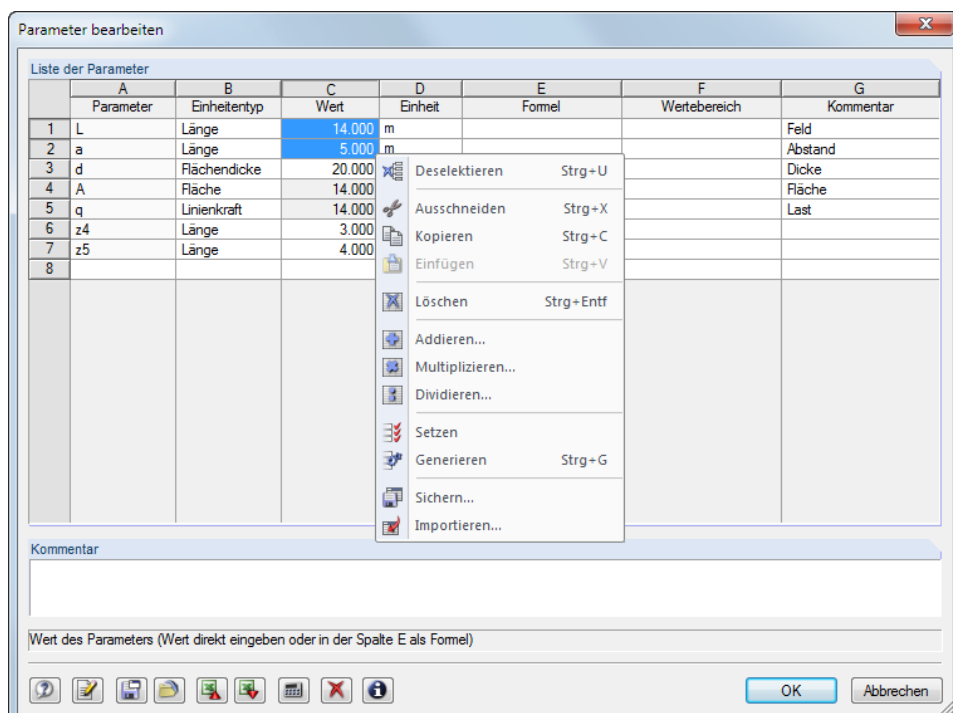 Parameter bearbeiten
Liste der Parameter
A B C D E F G
Parameter Einheitentyp Wert Einheit Formel Wertebereich Kommentar
1 L Länge 14.000 m Feld
2 a Länge 5.000 m Abstand
3 d Flächendicke 20.000 Dicke
4 A Fläche 14.000 Fläche
5 q Linienkraft 14.000 Last
6 z4 Länge 3.000
7 z5 Länge 4.000
8
Deselektieren Strg+U
Ausschneiden Strg+X
Kopieren Strg+C
Einfügen Strg+V
Löschen Strg+Entf
Addieren...
Multiplizieren...
Dividieren...
Setzen
Generieren Strg+G
Sichern...
Importieren...
Kommentar
Wert des Parameters (Wert direkt eingeben oder in der Spalte E als Formel)
OK Abbrechen